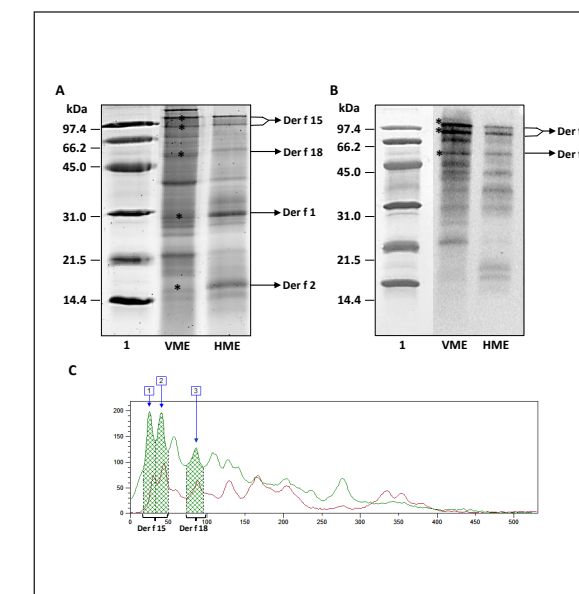 A
kDa
97.4
66.2
45.0
31.0
21.5
14.4
* * * * *
Der f 15
Der f 18
Der f 1
Der f 2
1 VME HME
B
kDa
97.4
66.2
45.0
31.0
21.5
14.4
* * *
Der f
Der f
1 VME HME
C
1 2 3
200
150
100
50
0
0 50 100 150 200 250 300 350 400 450 500
Der f 15 Der f 18